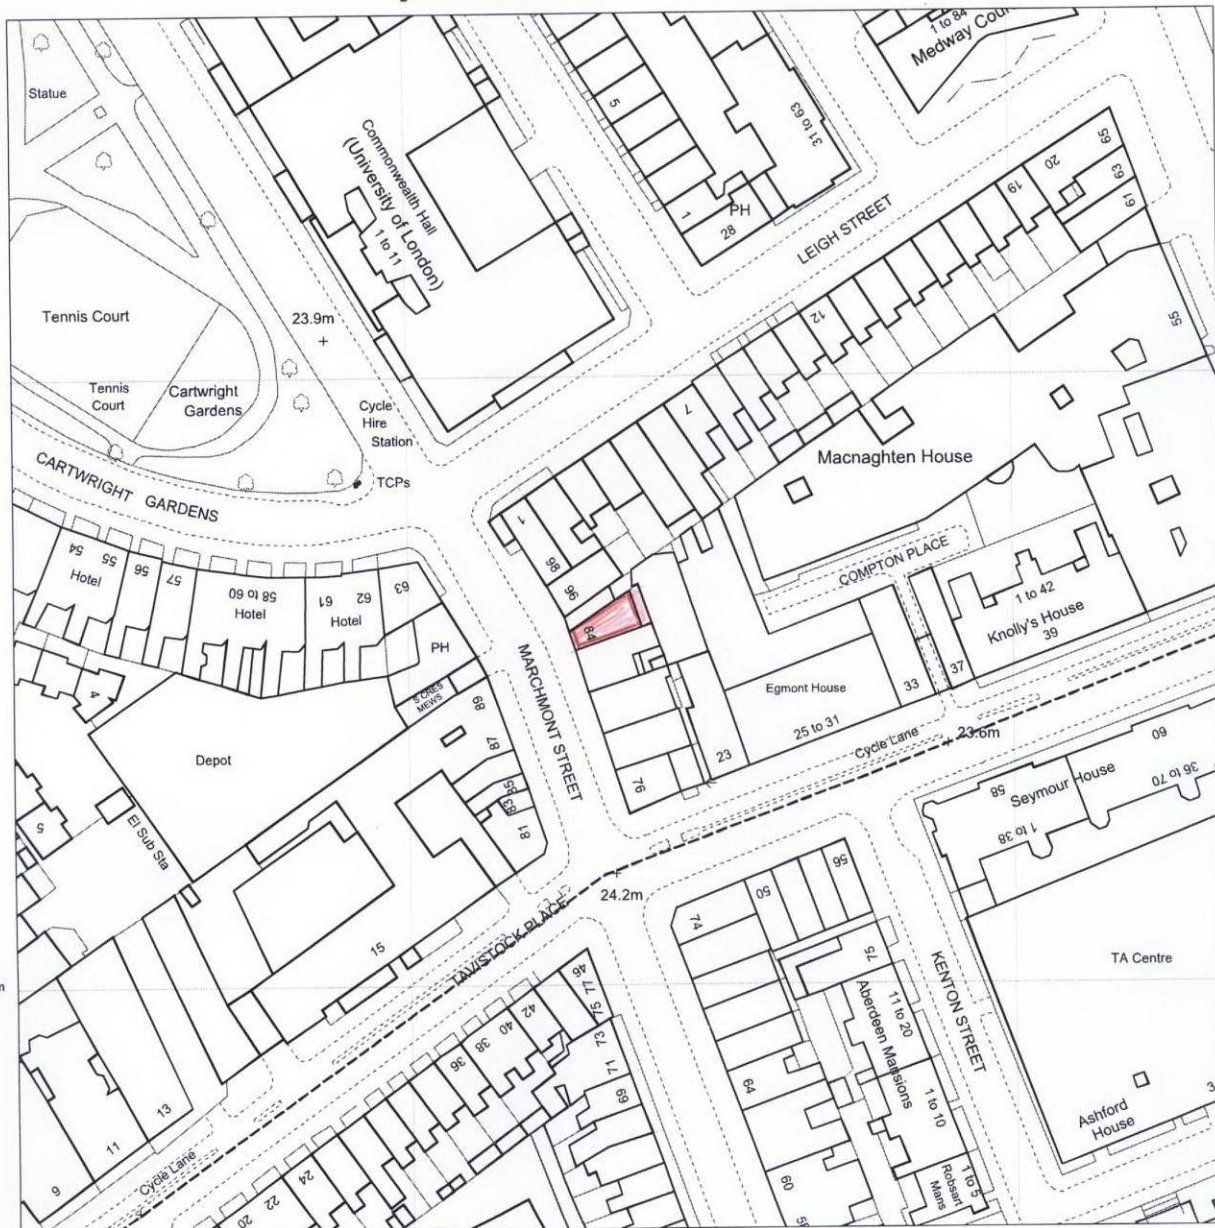 1 to 84
Medway Cour
Statue
5
31 to 63
Commonwealth Hall
(University of London)
1 to 11
1
PH
28
LEIGH STREET
65
20
63
19
61
55
12
Tennis Court
23.9m
Tennis
Court
Cartwright
Gardens
Cycle
Hire
Station
TCPs
7
Macnaghten House
CARTWRIGHT GARDENS
1
98
96
84
COMPTON PLACE
54
55
Hotel
56
57
58 to 60
Hotel
61
62
Hotel
63
PH
S CRES
MEWS
MARCHMONT STREET
1 to 42
Knolly's House
39
37
33
Egmont House
25 to 31
23
76
Cycle Lane
23.6m
4
Depot
89
87
85
83
81
5
El Sub Sta
60
36 to 70
Seymour House
58
1 to 38
24.2m
TAVISTOCK PLACE
15
74
50
56
75
KENTON STREET
TA Centre
11 to 20
Aberdeen Mansions
1 to 10
46
77
75
73
71
69
42
40
38
36
64
60
Ashford
House
3
Robsart
Mans
1 to 5
13
11
9
Cycle Lane
24
22
20